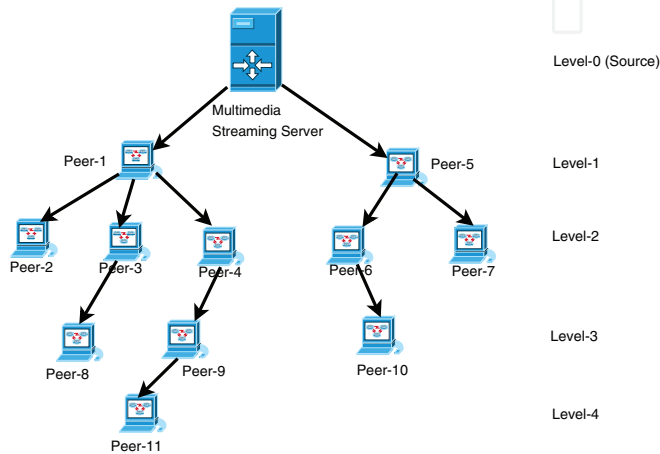 Level-0 (Source)
Multimedia
Streaming Server
Peer-1
Peer-5
Level-1
Peer-2
Peer-3
Peer-4
Peer-6
Peer-7
Level-2
Peer-8
Peer-9
Peer-10
Level-3
Peer-11
Level-4